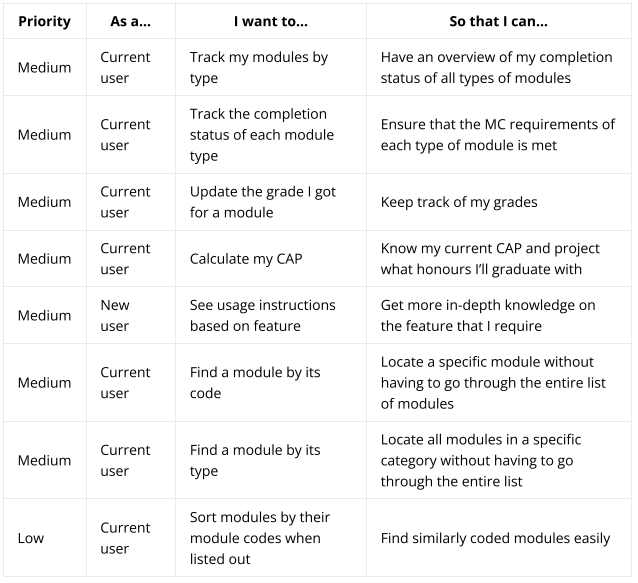 Priority As a... I want to... So that I can...
Medium
Current
user
Track my modules by
type
Have an overview of my completion
status of all types of modules
Medium
Current
user
Track the completion
status of each module
type
Ensure that the MC requirements of
each type of module is met
Medium
Current
user
Update the grade I got
for a module
Keep track of my grades
Medium
Current
user
Calculate my CAP
Know my current CAP and project
what honours I’ll graduate with
Medium
New
user
See usage instructions
based on feature
Get more in-depth knowledge on
the feature that I require
Medium
Current
user
Find a module by its
code
Locate a specific module without
having to go through the entire list
of modules
Medium
Current
user
Find a module by its
type
Locate all modules in a specific
category without having to go
through the entire list
Low
Current
user
Sort modules by their
module codes when
listed out
Find similarly coded modules easily